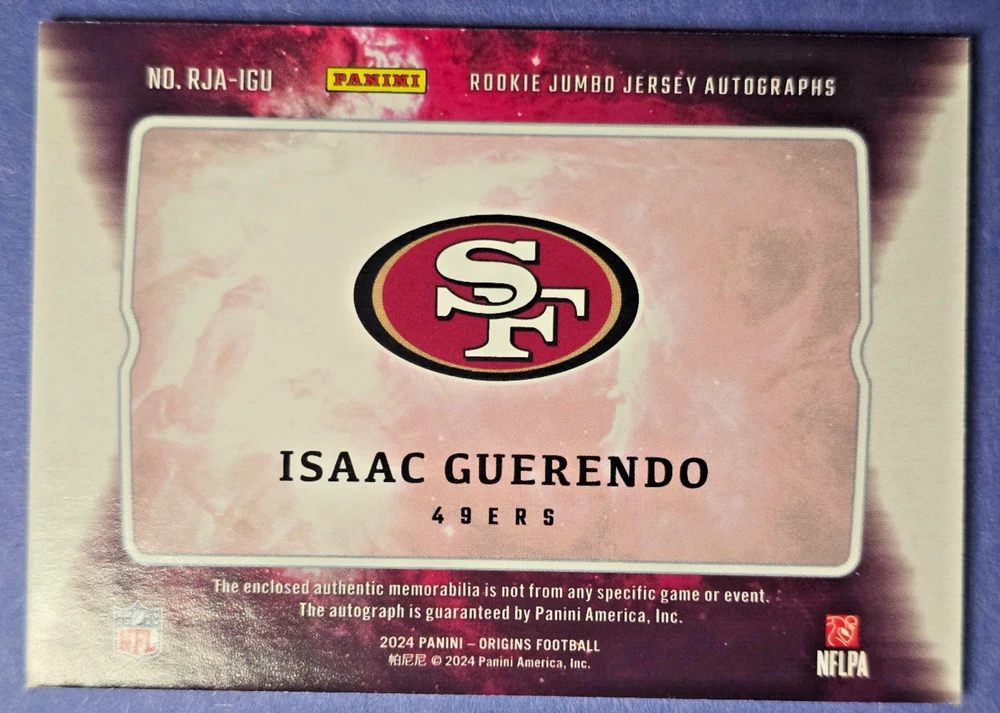 NO. RJA-IGU
PANINI
ROOKIE JUMBO JERSEY AUTOGRAPHS
SF
ISAAC GUERENDO
49ERS
The enclosed authentic memorabilia is not from any specific game or event.
The autograph is guaranteed by Panini America, Inc.
2024 PANINI – ORIGINS FOOTBALL
帕尼尼 © 2024 Panini America, Inc.
NFL
NFLPA